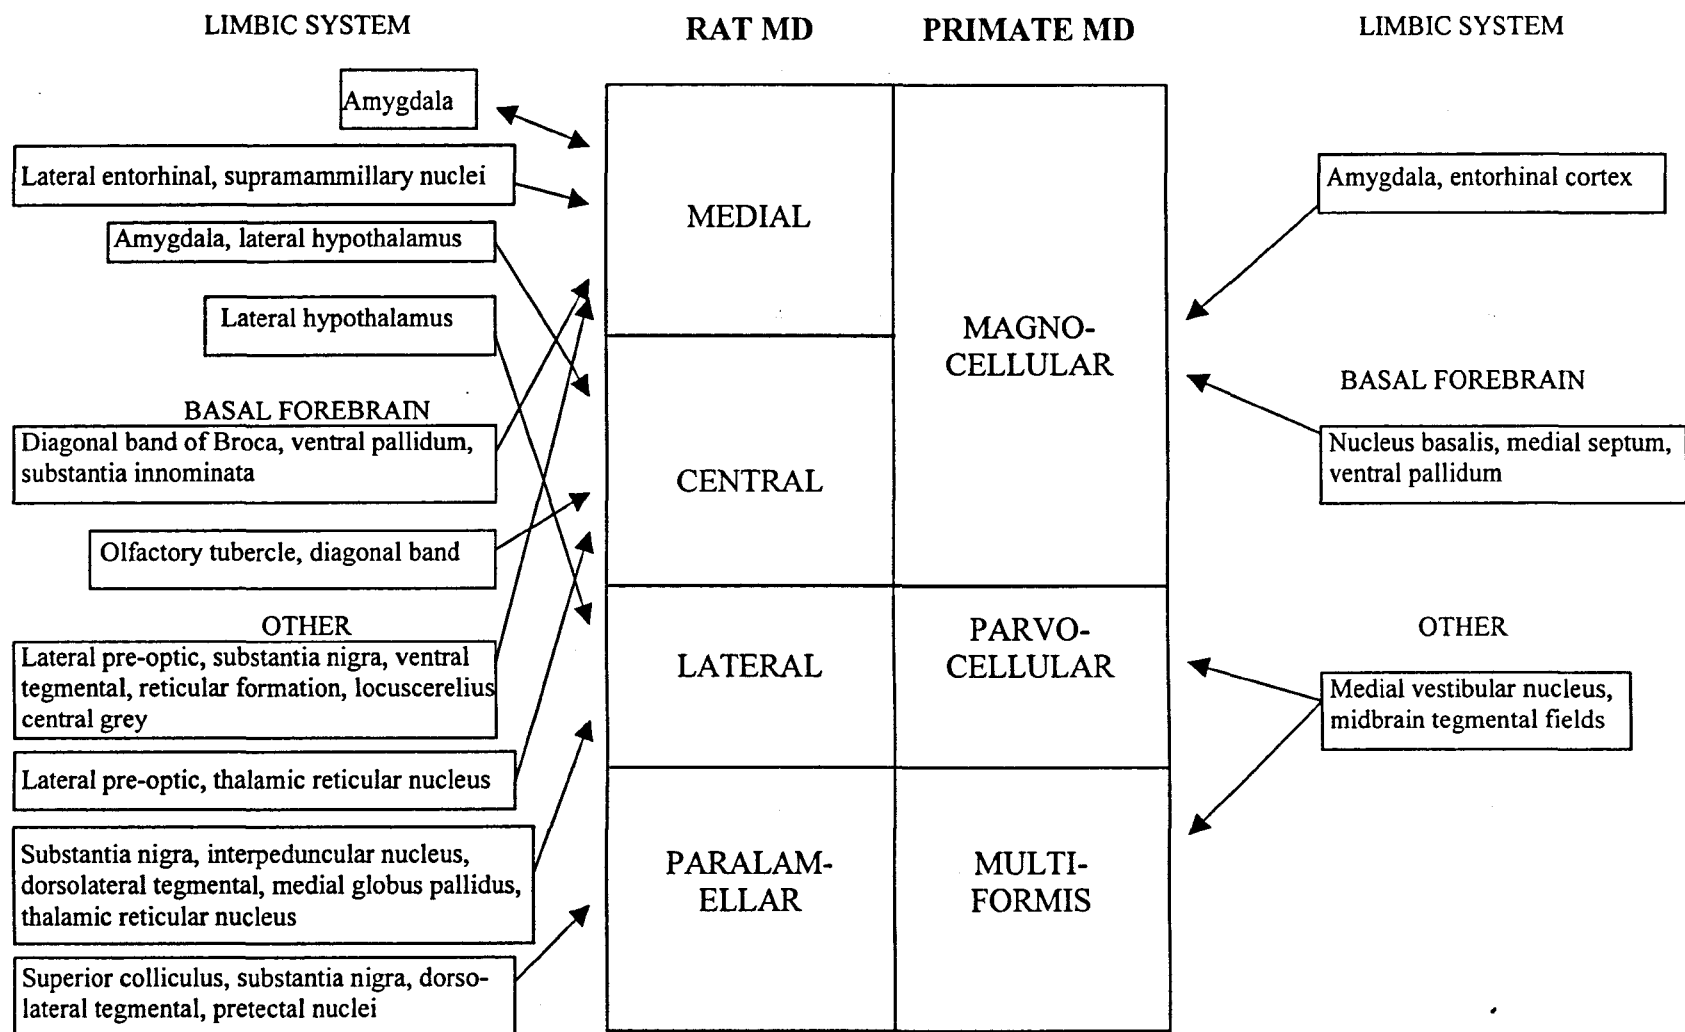 LIMBIC SYSTEM
RAT MD
PRIMATE MD
LIMBIC SYSTEM
Amygdala
Lateral entorhinal, supramammillary nuclei
Amygdala, lateral hypothalamus
Lateral hypothalamus
BASAL FOREBRAIN
Diagonal band of Broca, ventral pallidum,
substantia innominata
Olfactory tubercle, diagonal band
OTHER
Lateral pre-optic, substantia nigra, ventral
tegmental, reticular formation, locuscerelius
central grey
Lateral pre-optic, thalamic reticular nucleus
Substantia nigra, interpeduncular nucleus,
dorsolateral tegmental, medial globus pallidus,
thalamic reticular nucleus
Superior colliculus, substantia nigra, dorso-
lateral tegmental, pretectal nuclei
MEDIAL
CENTRAL
LATERAL
PARALAM-
ELLAR
MAGNO-
CELLULAR
PARVO-
CELLULAR
MULTI-
FORMIS
Amygdala, entorhinal cortex
BASAL FOREBRAIN
Nucleus basalis, medial septum,
ventral pallidum
OTHER
Medial vestibular nucleus,
midbrain tegmental fields